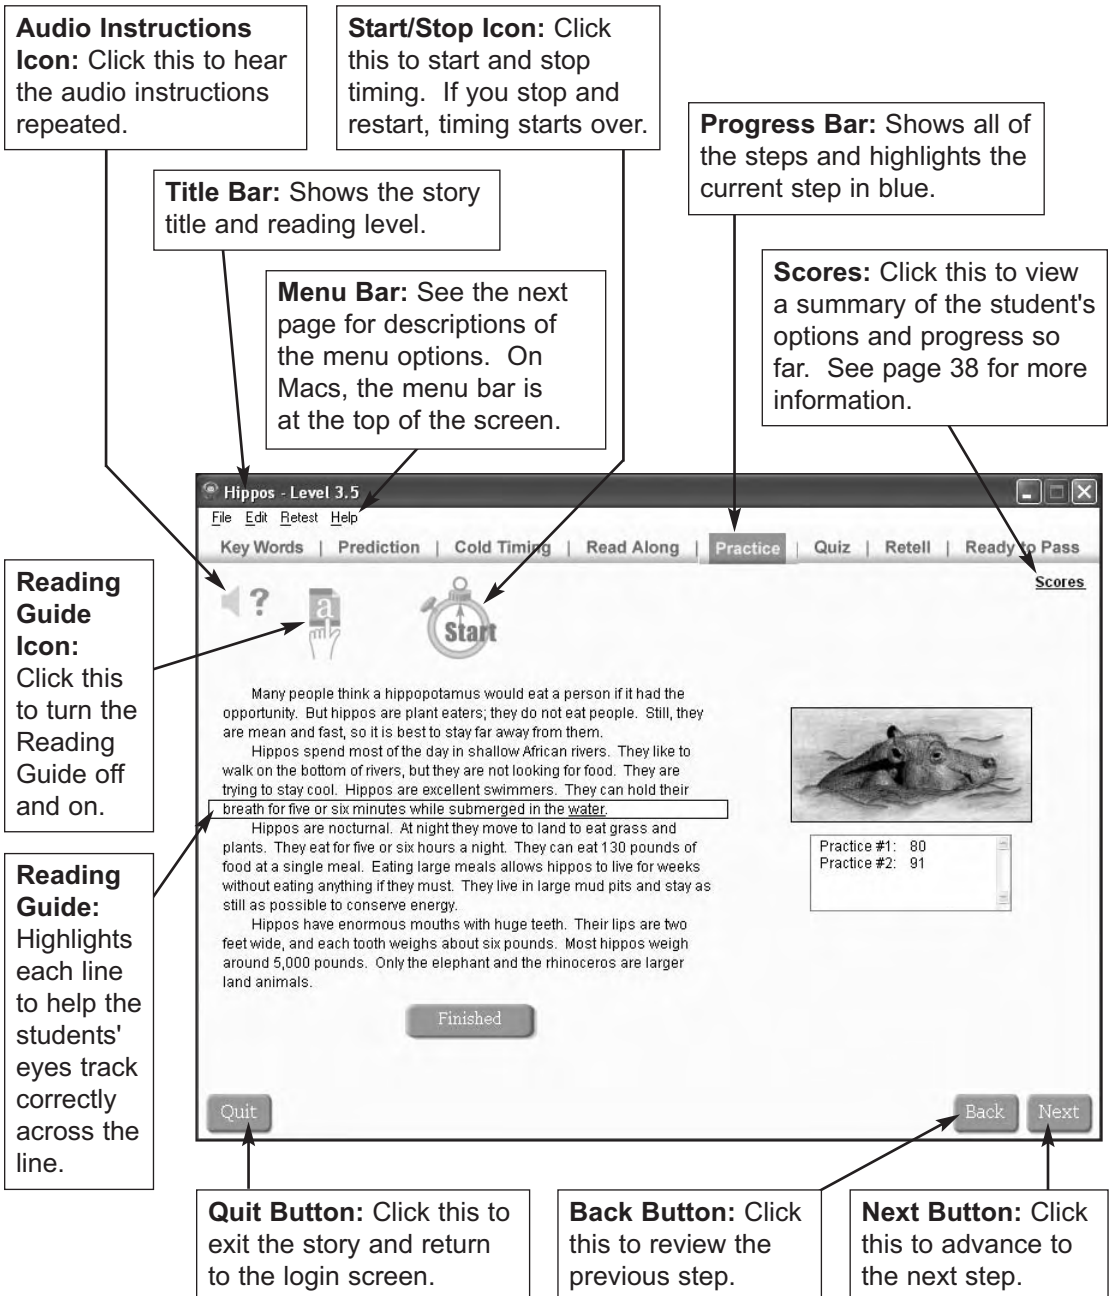 Audio Instructions
Icon: Click this to hear
the audio instructions
repeated.
Start/Stop Icon: Click
this to start and stop
timing. If you stop and
restart, timing starts over.
Progress Bar: Shows all of
the steps and highlights the
current step in blue.
Title Bar: Shows the story
title and reading level.
Menu Bar: See the next
page for descriptions of
the menu options. On
Macs, the menu bar is
at the top of the screen.
Scores: Click this to view
a summary of the student's
options and progress so
far. See page 38 for more
information.
Hippos - Level 3.5
File Edit Retest Help
Key Words | Prediction | Cold Timing | Read Along | Practice | Quiz | Retell | Ready to Pass
Scores
?
a
Start
Reading
Guide
Icon:
Click this
to turn the
Reading
Guide off
and on.
Many people think a hippopotamus would eat a person if it had the
opportunity. But hippos are plant eaters; they do not eat people. Still, they
are mean and fast, so it is best to stay far away from them.
Hippos spend most of the day in shallow African rivers. They like to
walk on the bottom of rivers, but they are not looking for food. They are
trying to stay cool. Hippos are excellent swimmers. They can hold their
breath for five or six minutes while submerged in the water.
Hippos are nocturnal. At night they move to land to eat grass and
plants. They eat for five or six hours a night. They can eat 130 pounds of
food at a single meal. Eating large meals allows hippos to live for weeks
without eating anything if they must. They live in large mud pits and stay as
still as possible to conserve energy.
Hippos have enormous mouths with huge teeth. Their lips are two
feet wide, and each tooth weighs about six pounds. Most hippos weigh
around 5,000 pounds. Only the elephant and the rhinoceros are larger
land animals.
Practice #1: 80
Practice #2: 91
Reading
Guide:
Highlights
each line
to help the
students'
eyes track
correctly
across the
line.
Finished
Quit
Back
Next
Quit Button: Click this to
exit the story and return
to the login screen.
Back Button: Click
this to review the
previous step.
Next Button: Click
this to advance to
the next step.